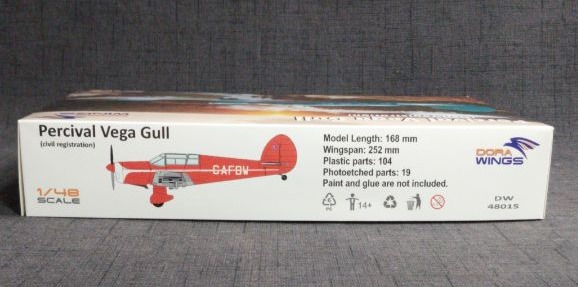 Percival Vega Gull
(civil registration)
1/48
SCALE
GAFBW
Model Length: 168 mm
Wingspan: 252 mm
Plastic parts: 104
Photoetched parts: 19
Paint and glue are not included.
14+
DORA
WINGS
DW
48015